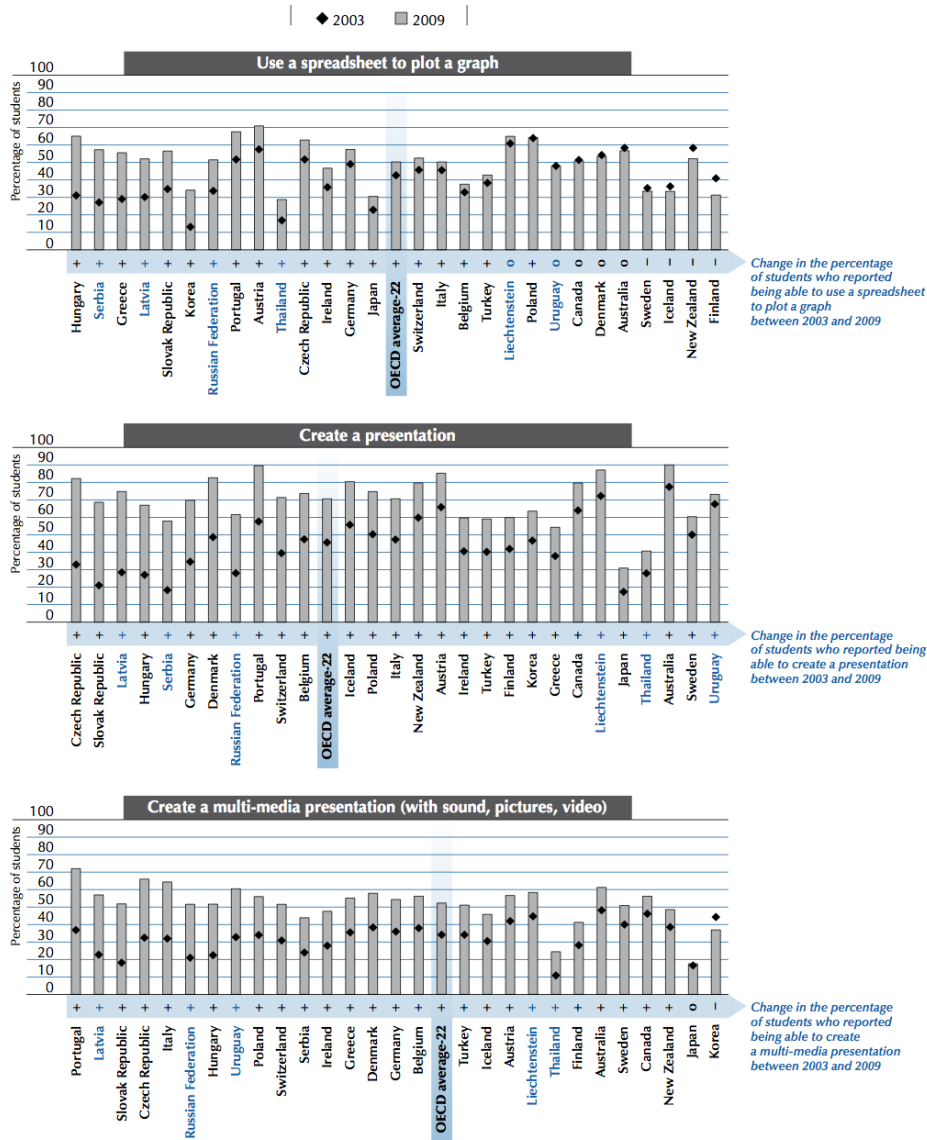 2003 2009
Use a spreadsheet to plot a graph
Percentage of students
100
90
80
70
60
50
40
30
20
10
0
+ + + + + + + + + + + + + + + + + + + o + o o o o – – – –
Hungary
Serbia
Greece
Latvia
Slovak Republic
Korea
Russian Federation
Portugal
Austria
Thailand
Czech Republic
Ireland
Germany
Japan
OECD average-22
Switzerland
Italy
Belgium
Turkey
Liechtenstein
Poland
Uruguay
Canada
Denmark
Australia
Sweden
Iceland
New Zealand
Finland
Change in the percentage
of students who reported
being able to use a spreadsheet
to plot a graph
between 2003 and 2009
Create a presentation
Percentage of students
100
90
80
70
60
50
40
30
20
10
0
+ + + + + + + + + + + + + + + + + + + + + + + + + + + + +
Czech Republic
Slovak Republic
Latvia
Hungary
Serbia
Germany
Denmark
Russian Federation
Portugal
Switzerland
Belgium
OECD average-22
Iceland
Poland
Italy
New Zealand
Austria
Ireland
Turkey
Finland
Korea
Greece
Canada
Liechtenstein
Japan
Thailand
Australia
Sweden
Uruguay
Change in the percentage
of students who reported being
able to create a presentation
between 2003 and 2009
Create a multi-media presentation (with sound, pictures, video)
Percentage of students
100
90
80
70
60
50
40
30
20
10
0
+ + + + + + + + + + + + + + + + + + + + + + + + + + + o –
Portugal
Latvia
Slovak Republic
Czech Republic
Italy
Russian Federation
Hungary
Uruguay
Poland
Switzerland
Serbia
Ireland
Greece
Denmark
Germany
Belgium
OECD average-22
Turkey
Iceland
Austria
Liechtenstein
Thailand
Finland
Australia
Sweden
Canada
New Zealand
Japan
Korea
Change in the percentage
of students who reported
being able to create
a multi-media presentation
between 2003 and 2009